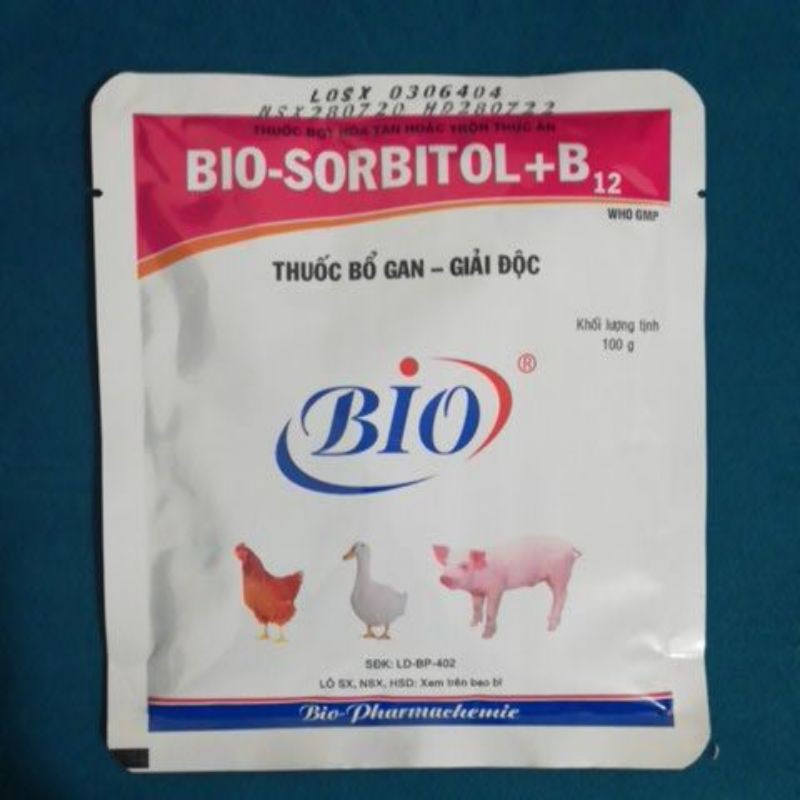 LOSX 0306404
NSX280720 HD280722
THUỐC BỘT HÒA TAN HOẶC TRỘN THỨC ĂN
BIO-SORBITOL+B12
WHO GMP
THUỐC BỔ GAN – GIẢI ĐỘC
Khối lượng tịnh
100 g
BIO®
SĐK: LD-BP-402
LÔ SX, NSX, HSD: Xem trên bao bì
Bio-Pharmachemie